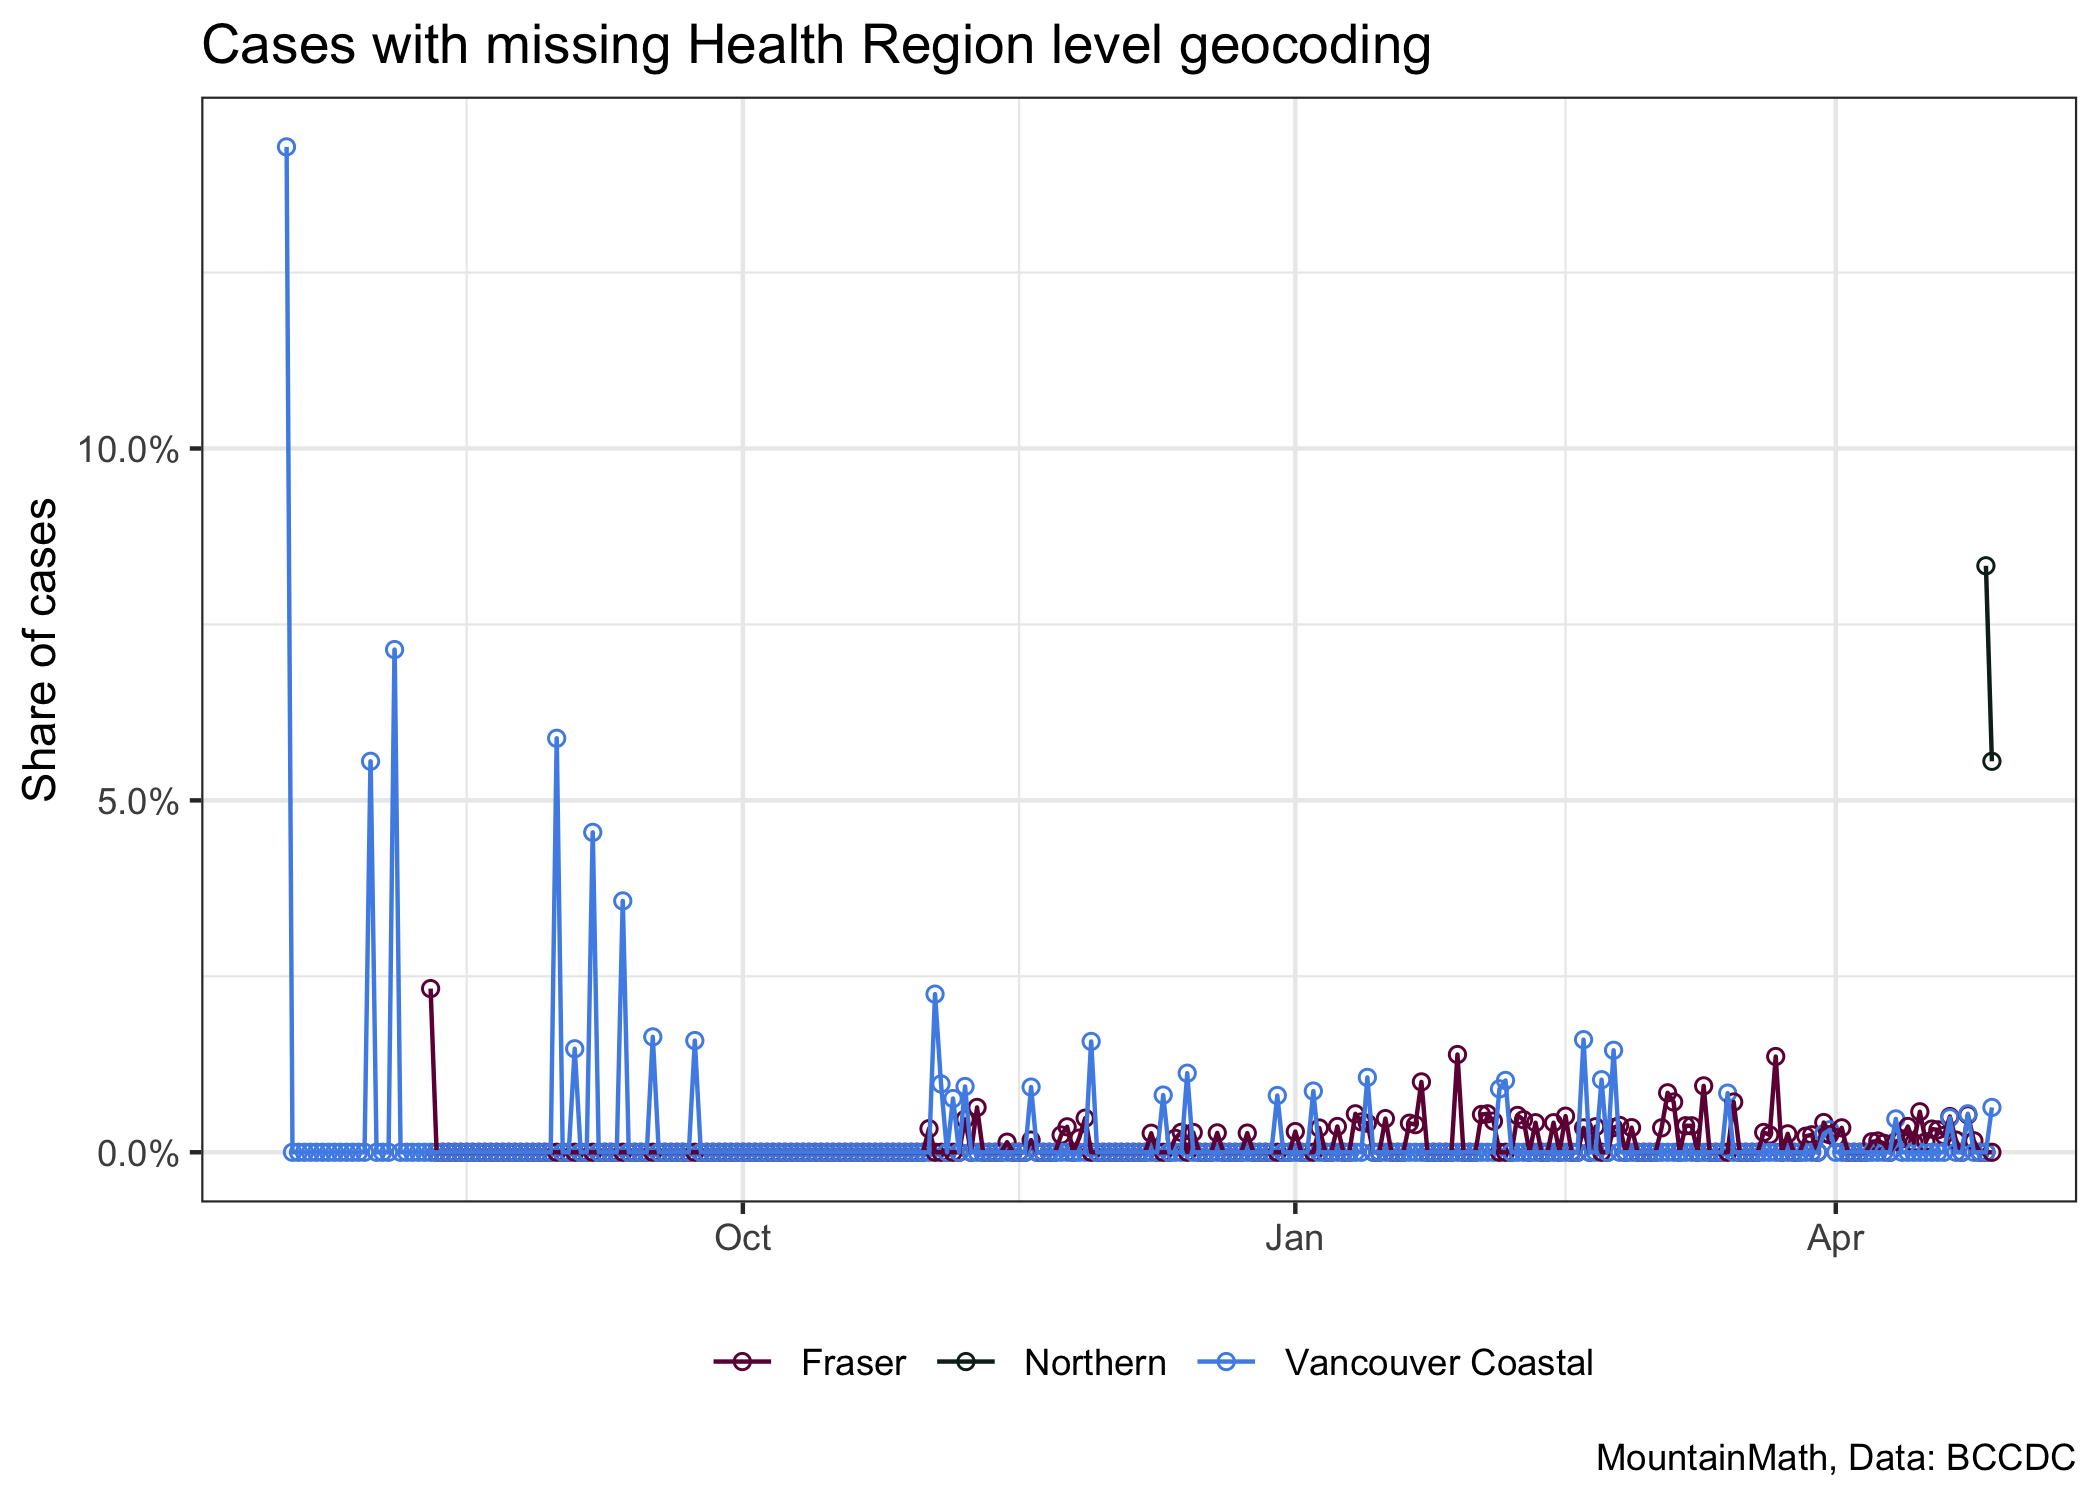 Cases with missing Health Region level geocoding
Share of cases
10.0%
5.0%
0.0%
Oct Jan Apr
Fraser Northern Vancouver Coastal
MountainMath, Data: BCCDC